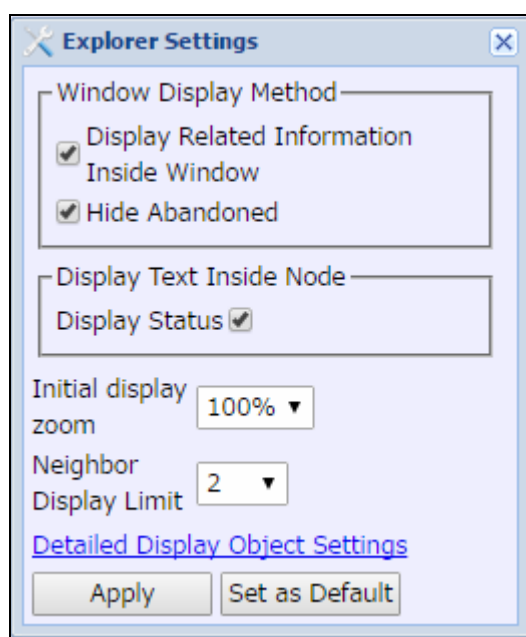 Explorer Settings
Window Display Method
Display Related Information
Inside Window
Hide Abandoned
Display Text Inside Node
Display Status
Initial display
zoom
100%
Neighbor
Display Limit
2
Detailed Display Object Settings
Apply
Set as Default